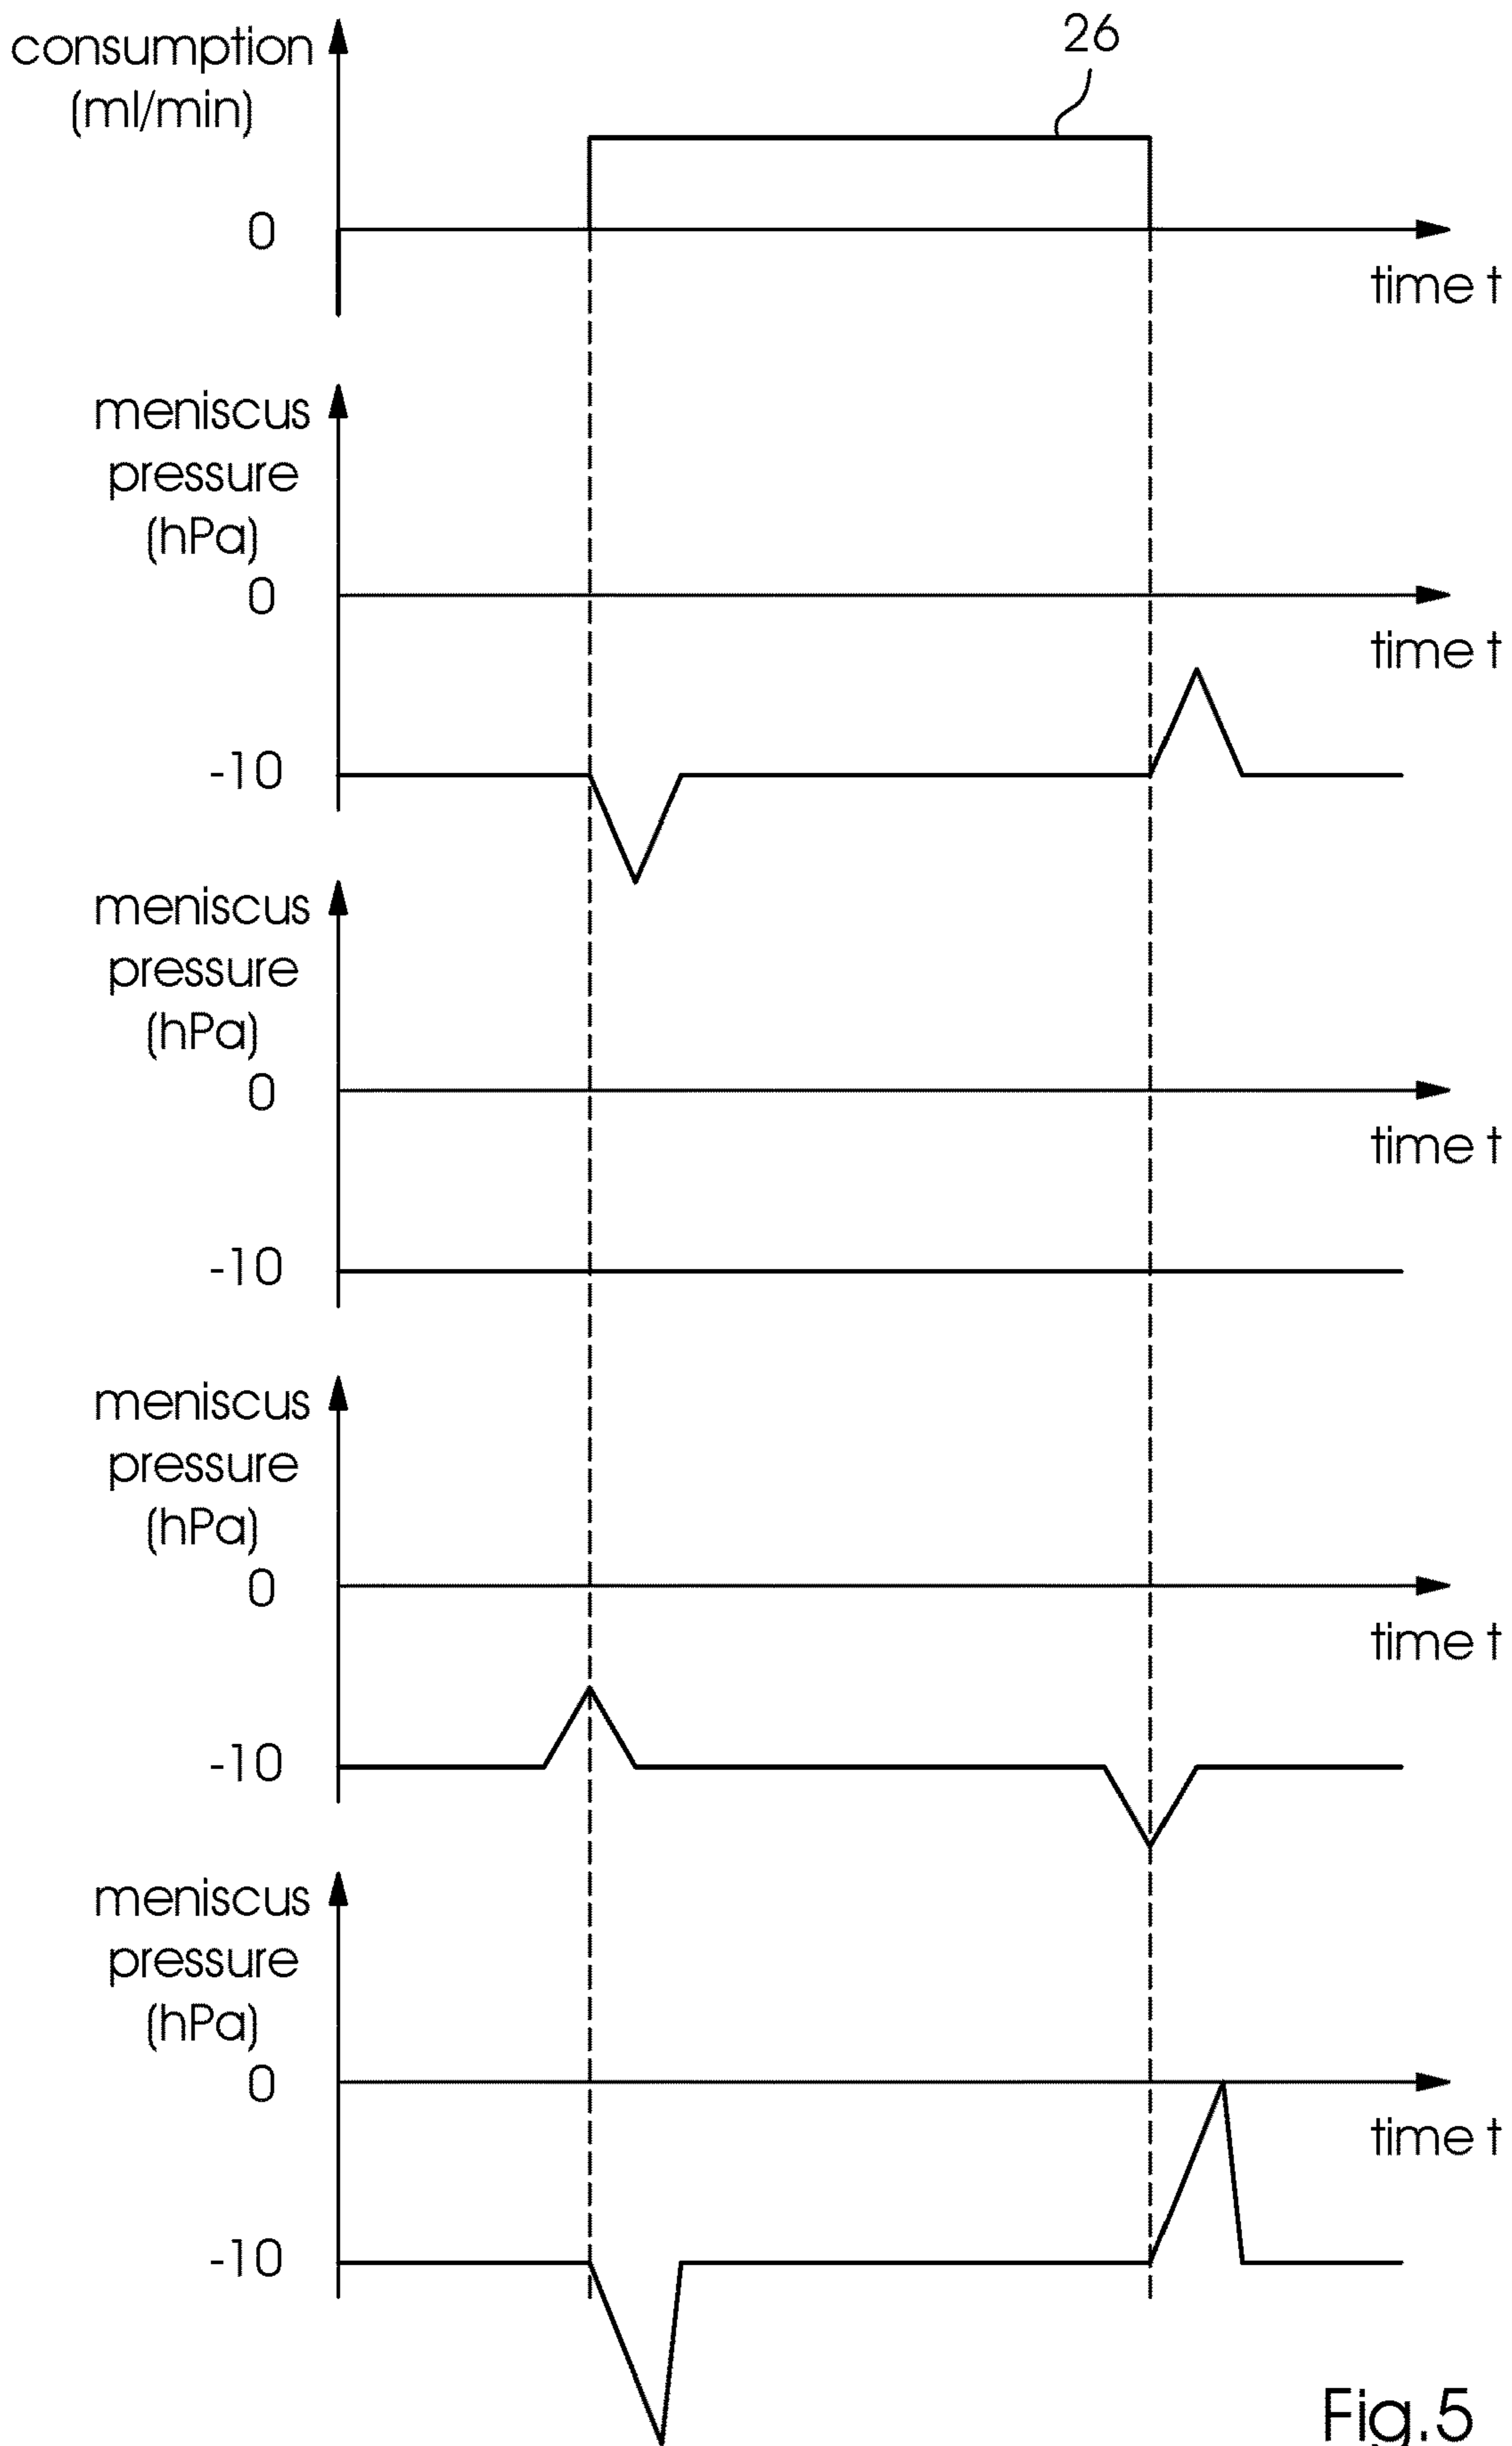 26
consumption
(ml/min)
0
time t
meniscus
pressure
(hPa)
0
time t
-10
meniscus
pressure
(hPa)
0
time t
-10
meniscus
pressure
(hPa)
0
time t
-10
meniscus
pressure
(hPa)
0
time t
-10
Fig.5